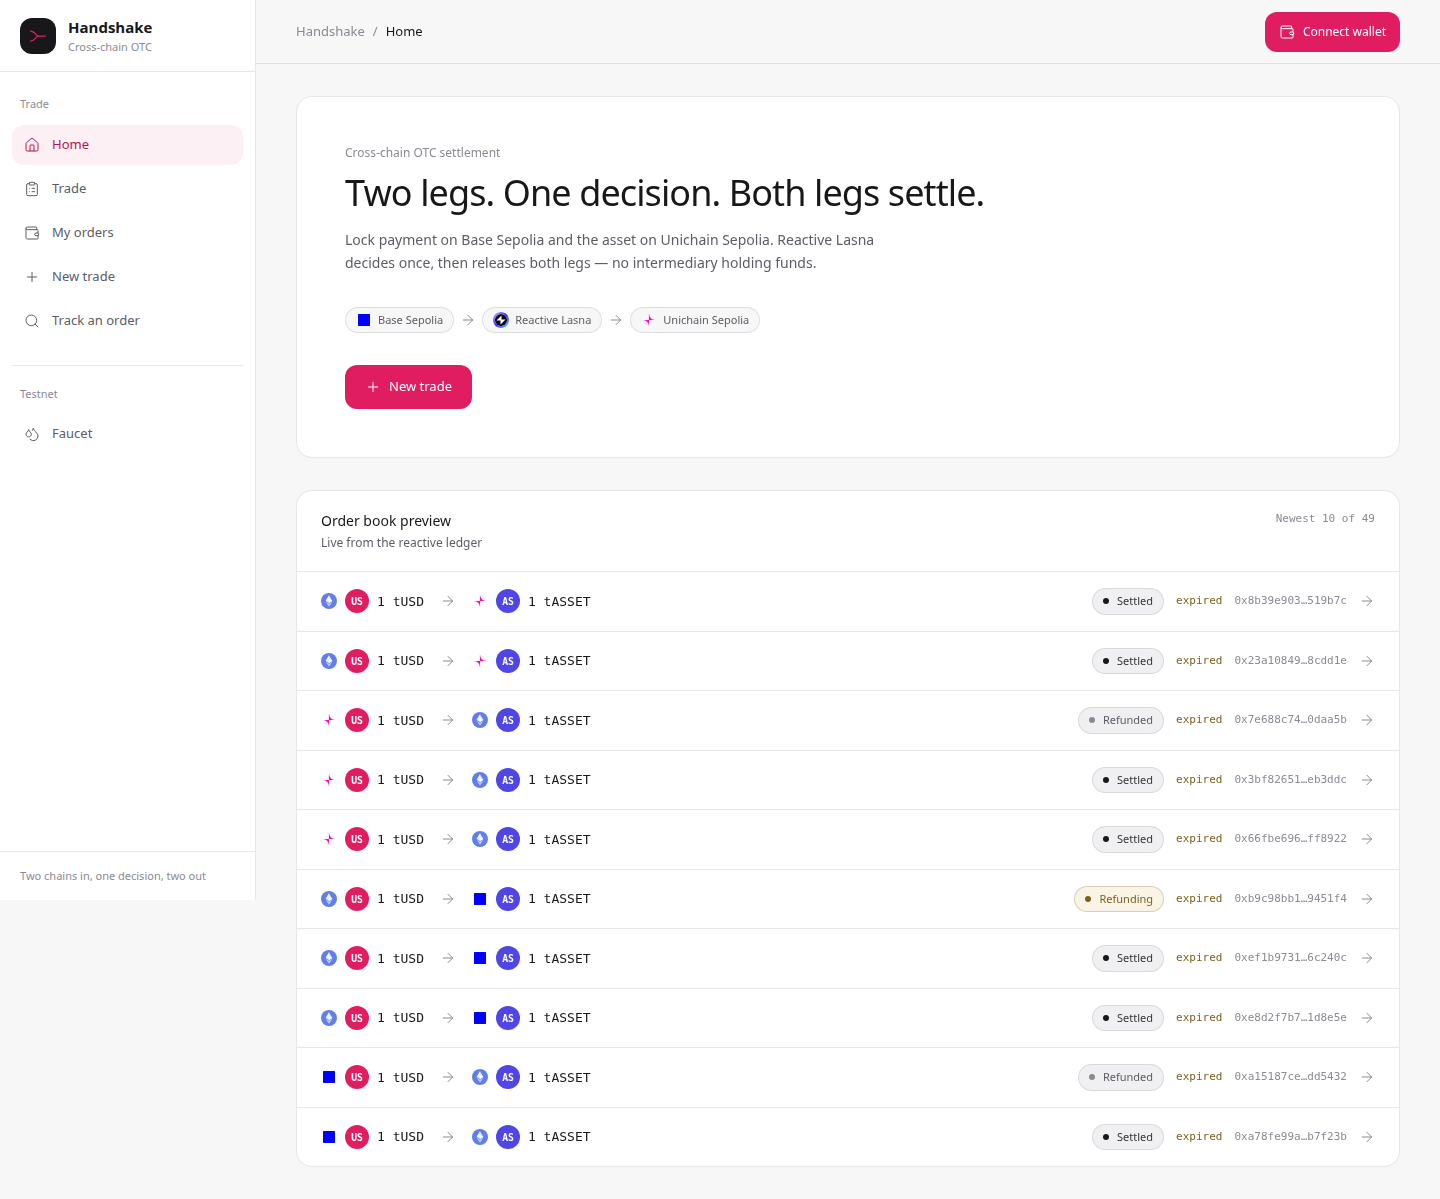 Handshake
Cross-chain OTC
Handshake / Home
Connect wallet
Trade
Home
Trade
My orders
New trade
Track an order
Testnet
Faucet
Two chains in, one decision, two out
Cross-chain OTC settlement
Two legs. One decision. Both legs settle.
Lock payment on Base Sepolia and the asset on Unichain Sepolia. Reactive Lasna
decides once, then releases both legs — no intermediary holding funds.
Base Sepolia
Reactive Lasna
Unichain Sepolia
New trade
Order book preview
Newest 10 of 49
Live from the reactive ledger
US 1 tUSD AS 1 tASSET Settled expired 0x8b39e903…519b7c
US 1 tUSD AS 1 tASSET Settled expired 0x23a10849…8cdd1e
US 1 tUSD AS 1 tASSET Refunded expired 0x7e688c74…0daa5b
US 1 tUSD AS 1 tASSET Settled expired 0x3bf82651…eb3ddc
US 1 tUSD AS 1 tASSET Settled expired 0x66fbe696…ff8922
US 1 tUSD AS 1 tASSET Refunding expired 0xb9c98bb1…9451f4
US 1 tUSD AS 1 tASSET Settled expired 0xef1b9731…6c240c
US 1 tUSD AS 1 tASSET Settled expired 0xe8d2f7b7…1d8e5e
US 1 tUSD AS 1 tASSET Refunded expired 0xa15187ce…dd5432
US 1 tUSD AS 1 tASSET Settled expired 0xa78fe99a…b7f23b